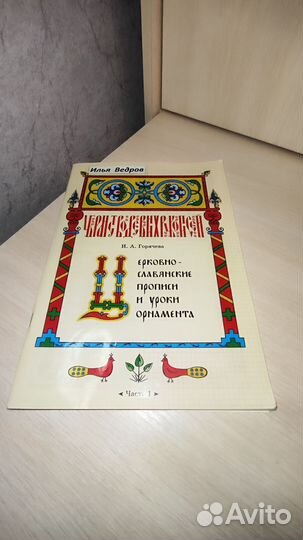 Илья Ведров
И. А. Горячева
Церковно-
славянские
прописи
и уроки
орнамента
Часть 1
Avito